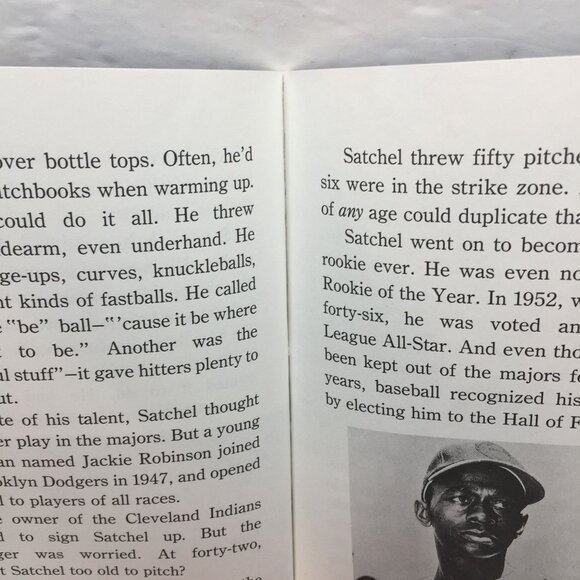 over bottle tops. Often, he'd
tchbooks when warming up.
could do it all. He threw
dearm, even underhand. He
ge-ups, curves, knuckleballs,
nt kinds of fastballs. He called
"be" ball—"'cause it be where
t to be." Another was the
ul stuff"—it gave hitters plenty to
ut.
te of his talent, Satchel thought
er play in the majors. But a young
an named Jackie Robinson joined
oklyn Dodgers in 1947, and opened
d to players of all races.
e owner of the Cleveland Indians
d to sign Satchel up. But the
ger was worried. At forty-two,
t Satchel too old to pitch?
the
Satchel threw fifty pitche
six were in the strike zone.
of any age could duplicate tha
Satchel went on to becom
rookie ever. He was even no
Rookie of the Year. In 1952, w
forty-six, he was voted an
League All-Star. And even tho
been kept out of the majors fo
years, baseball recognized his
by electing him to the Hall of F